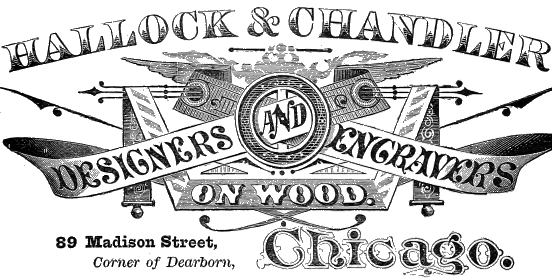 HALLOCK & CHANDLER
DESIGNERS AND ENGRAVERS
ON WOOD.
89 Madison Street,
Corner of Dearborn,
Chicago.